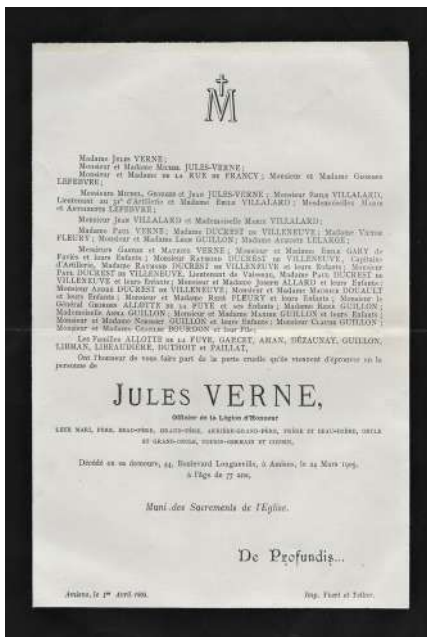 M
Madame Jules VERNE;
Monsieur et Madame Michel JULES-VERNE;
Monsieur et Madame DE LA RUE DE FRANCY; Monsieur et Madame Georges
LEFEBVRE;
Messieurs Michel, Georges et Jean JULES-VERNE; Monsieur Emile VILLALARD,
Lieutenant au d'Artillerie et Madame Emile VILLALARD; Mesdemoiselles Marie
et Antoinette LEFEBVRE;
Monsieur Jean VILLALARD et Mademoiselle Marie VILLALARD;
Madame Paul VERNE; Madame DUCREST DE VILLENEUVE; Madame Victor
FLEURY; Monsieur et Madame Léon GUILLON; Madame Auguste LELARGE;
Messieurs Gaston et Maurice VERNE; Monsieur et Madame Emile GARY de
Faviès et leurs Enfants; Monsieur Raymond DUCREST DE VILLENEUVE, Capitaine
d'Artillerie, Madame Raymond DUCREST DE VILLENEUVE et leurs Enfants; Monsieur
Paul DUCREST DE VILLENEUVE, Lieutenant de Vaisseau, Madame Paul DUCREST DE
VILLENEUVE et leurs Enfants; Monsieur et Madame Joseph ALLARD et leurs Enfants;
Monsieur André DUCREST DE VILLENEUVE; Monsieur et Madame Maurice DOUAULT
et leurs Enfants; Monsieur et Madame René FLEURY et leurs Enfants; Monsieur le
Général Georges ALLOTTE DE LA FUYE et ses Enfants; Madame René GUILLON;
Mademoiselle Anna GUILLON; Monsieur et Madame Maxime GUILLON et leurs Enfants;
Monsieur et Madame GUILLON et leurs Enfants; Monsieur Claude GUILLON;
Monsieur et Madame Charles BOURDON et leur Fils;
Les Familles ALLOTTE DE LA FUYE, GARCET, AMAN, DÉZAUNAY, GUILLON,
LIBMAN, LIBEAUDIÈRE, DUTHOIT et PAILLAT,
Ont l'honneur de vous faire part de la perte cruelle qu'ils viennent d'éprouver en la
personne de
JULES VERNE,
Officier de la Légion d'Honneur
LEUR MARI, PÈRE, BEAU-PÈRE, GRAND-PÈRE, ARRIÈRE-GRAND-PÈRE, FRÈRE ET BEAU-FRÈRE, ONCLE
ET GRAND-ONCLE, COUSIN-GERMAIN ET COUSIN,
Décédé en sa demeure, 44, Boulevard Longueville, à Amiens, le 24 Mars 1905,
à l'âge de 77 ans,
Muni des Sacrements de l'Eglise.
De Profundis...
Amiens, le 1er Avril 1905.
Imp. Piteux et Tellier.